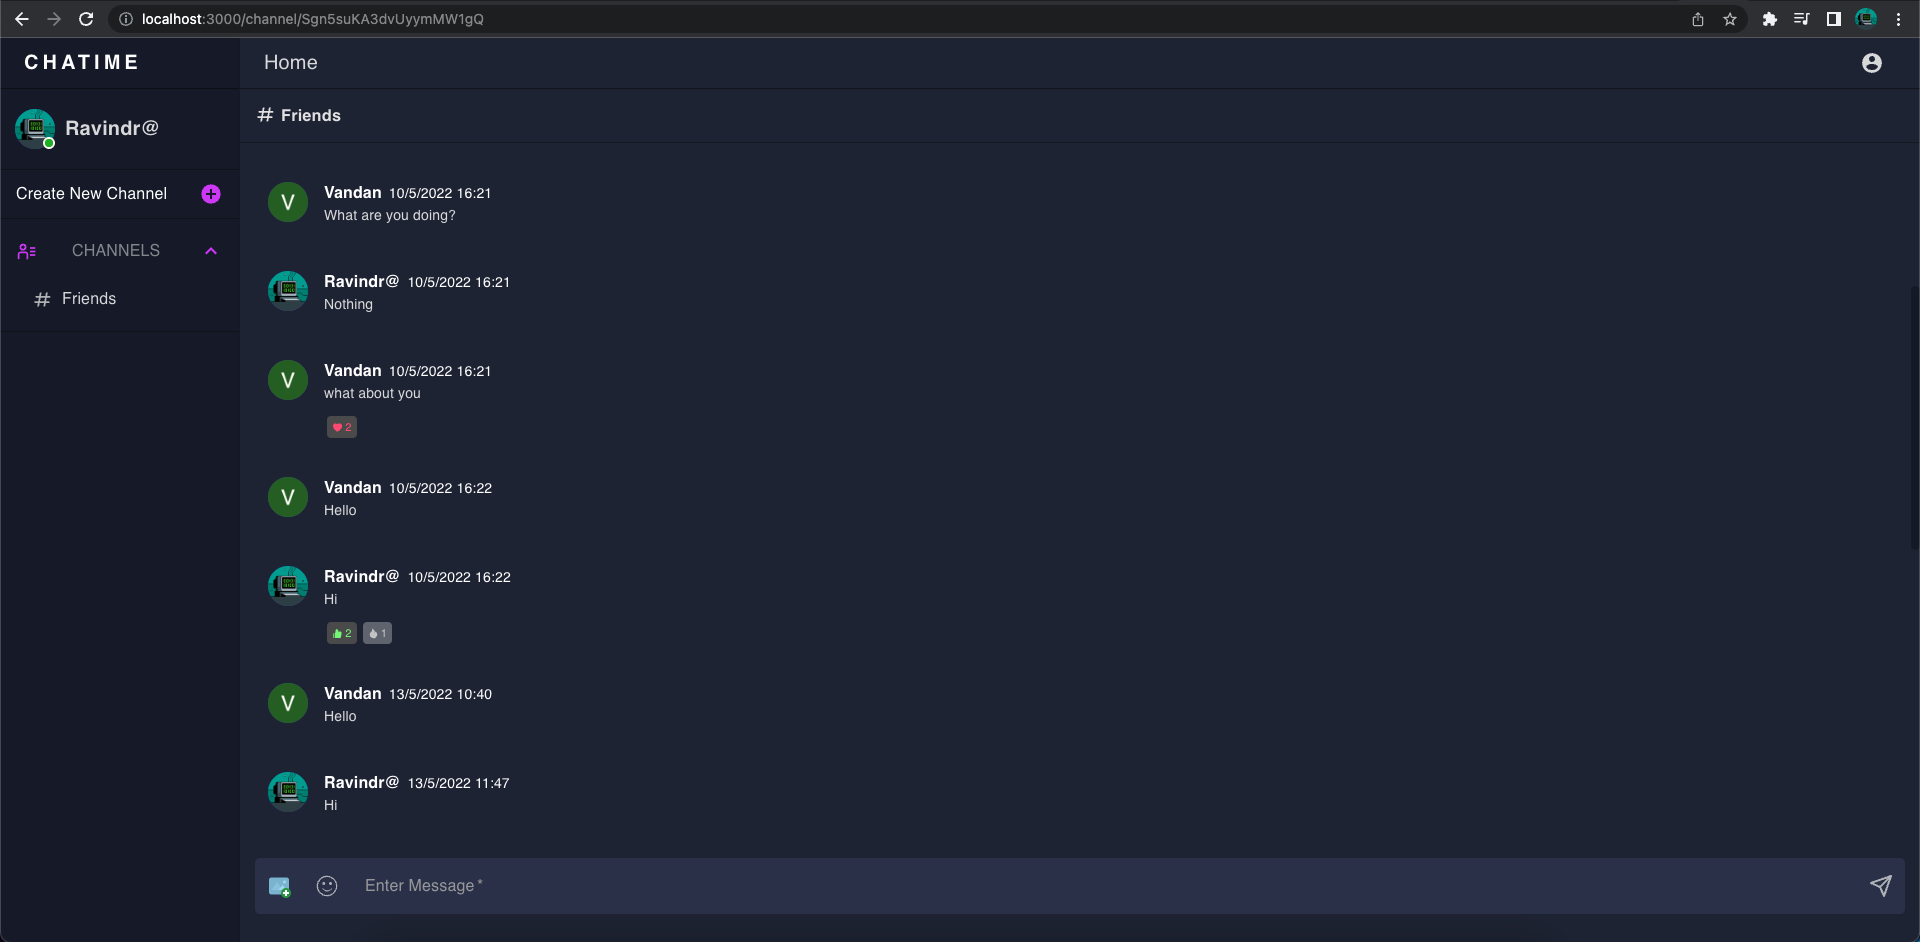 localhost:3000/channel/Sgn5suKA3dvUyymMW1gQ
CHATIME
Home
Ravindr@
Create New Channel
CHANNELS
# Friends
# Friends
V
Vandan 10/5/2022 16:21
What are you doing?
Ravindr@ 10/5/2022 16:21
Nothing
V
Vandan 10/5/2022 16:21
what about you
2
V
Vandan 10/5/2022 16:22
Hello
Ravindr@ 10/5/2022 16:22
Hi
2 1
V
Vandan 13/5/2022 10:40
Hello
Ravindr@ 13/5/2022 11:47
Hi
Enter Message *